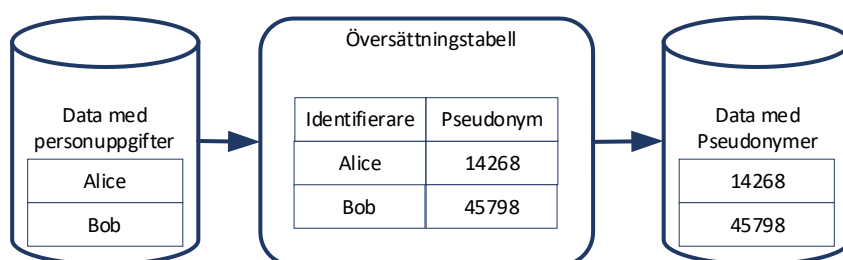 Data med
personuppgifter
Alice
Bob
Översättningstabell
Identifierare Pseudonym
Alice 14268
Bob 45798
Data med
Pseudonymer
14268
45798